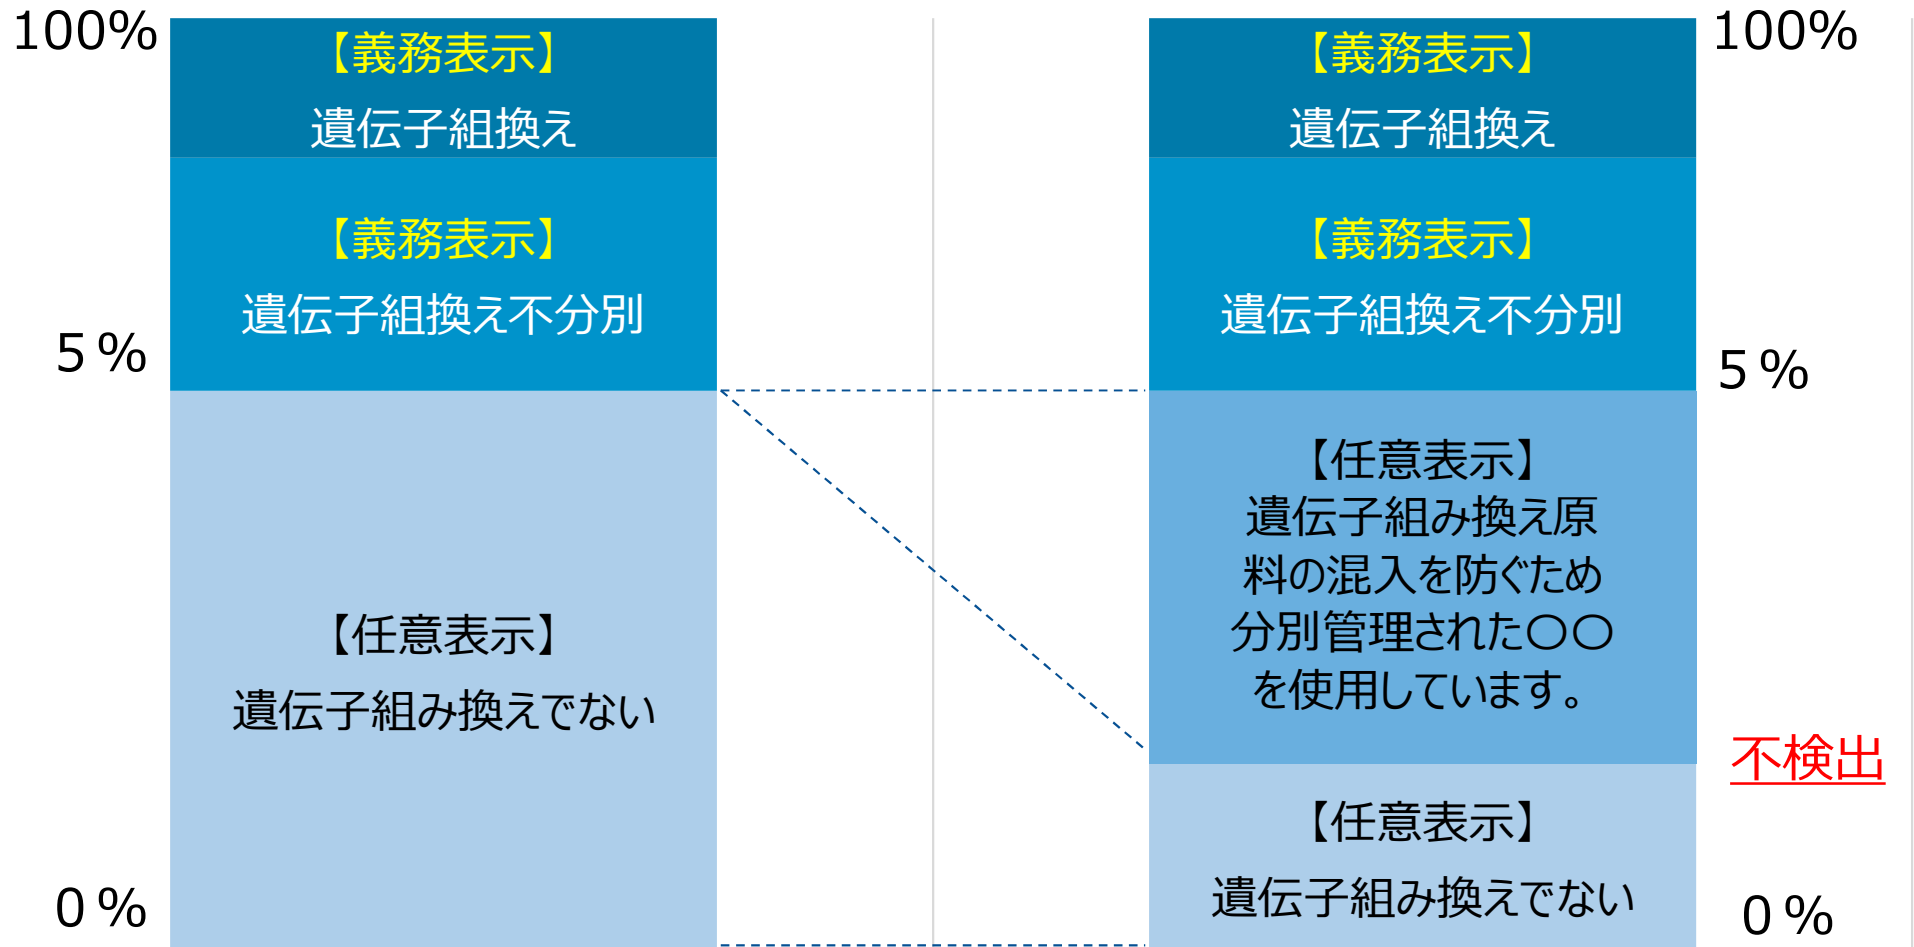 100%
【義務表示】
遺伝子組換え
【義務表示】
遺伝子組換え不分別
5%
【任意表示】
遺伝子組み換えでない
0%
【義務表示】
遺伝子組換え
100%
【義務表示】
遺伝子組換え不分別
5%
【任意表示】
遺伝子組み換え原
料の混入を防ぐため
分別管理された〇〇
を使用しています。
不検出
【任意表示】
遺伝子組み換えでない
0%